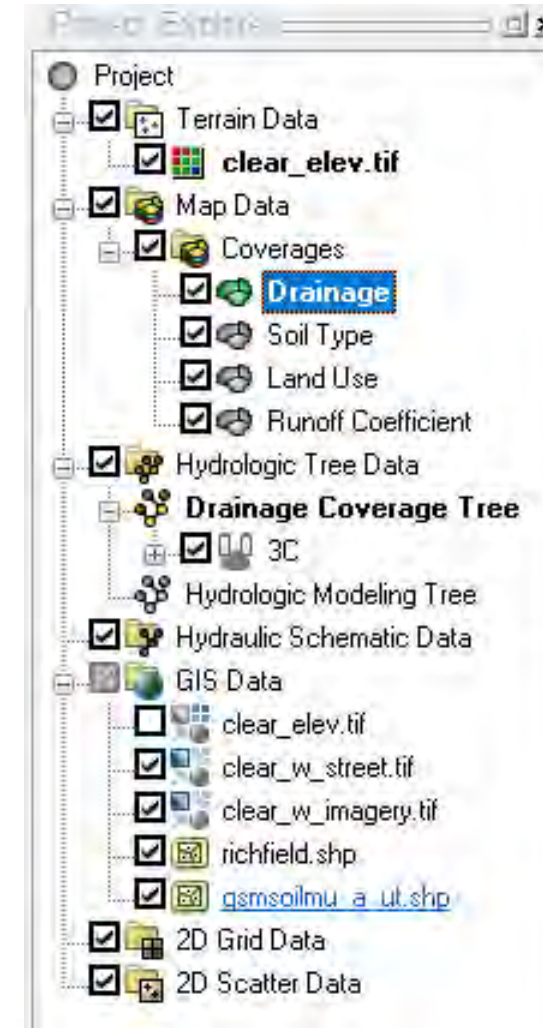 Project Explorer
Project
Terrain Data
clear_elev.tif
Map Data
Coverages
Drainage
Soil Type
Land Use
Runoff Coefficient
Hydrologic Tree Data
Drainage Coverage Tree
3C
Hydrologic Modeling Tree
Hydraulic Schematic Data
GIS Data
clear_elev.tif
clear_w_street.tif
clear_w_imagery.tif
richfield.shp
gsmsoilmu_a_ut.shp
2D Grid Data
2D Scatter Data